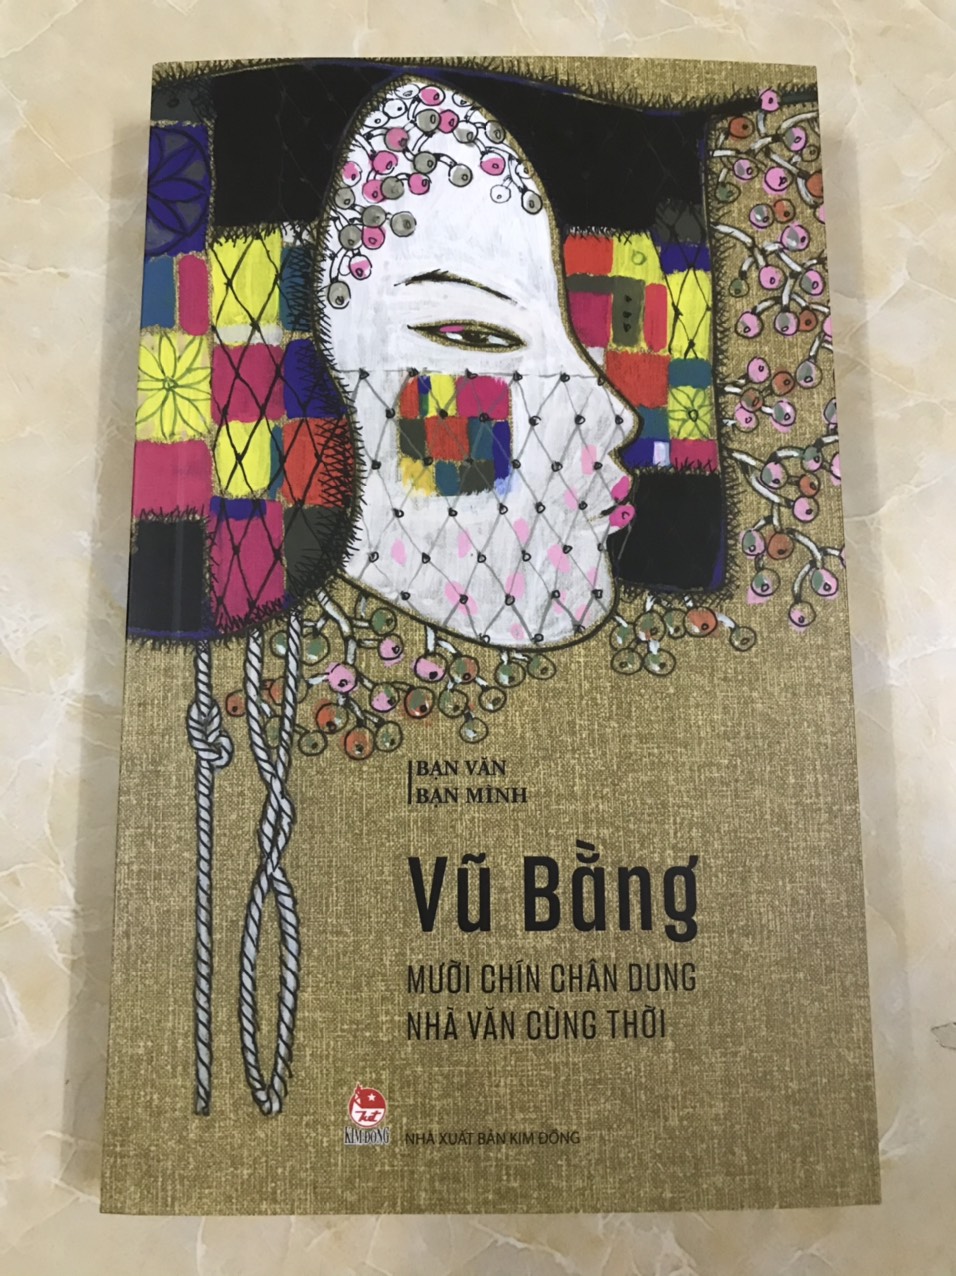 BẠN VĂN
BẠN MÌNH
Vũ Bằng
MƯỜI CHÍN CHÂN DUNG
NHÀ VĂN CÙNG THỜI
KIM ĐỒNG
NHÀ XUẤT BẢN KIM ĐỒNG